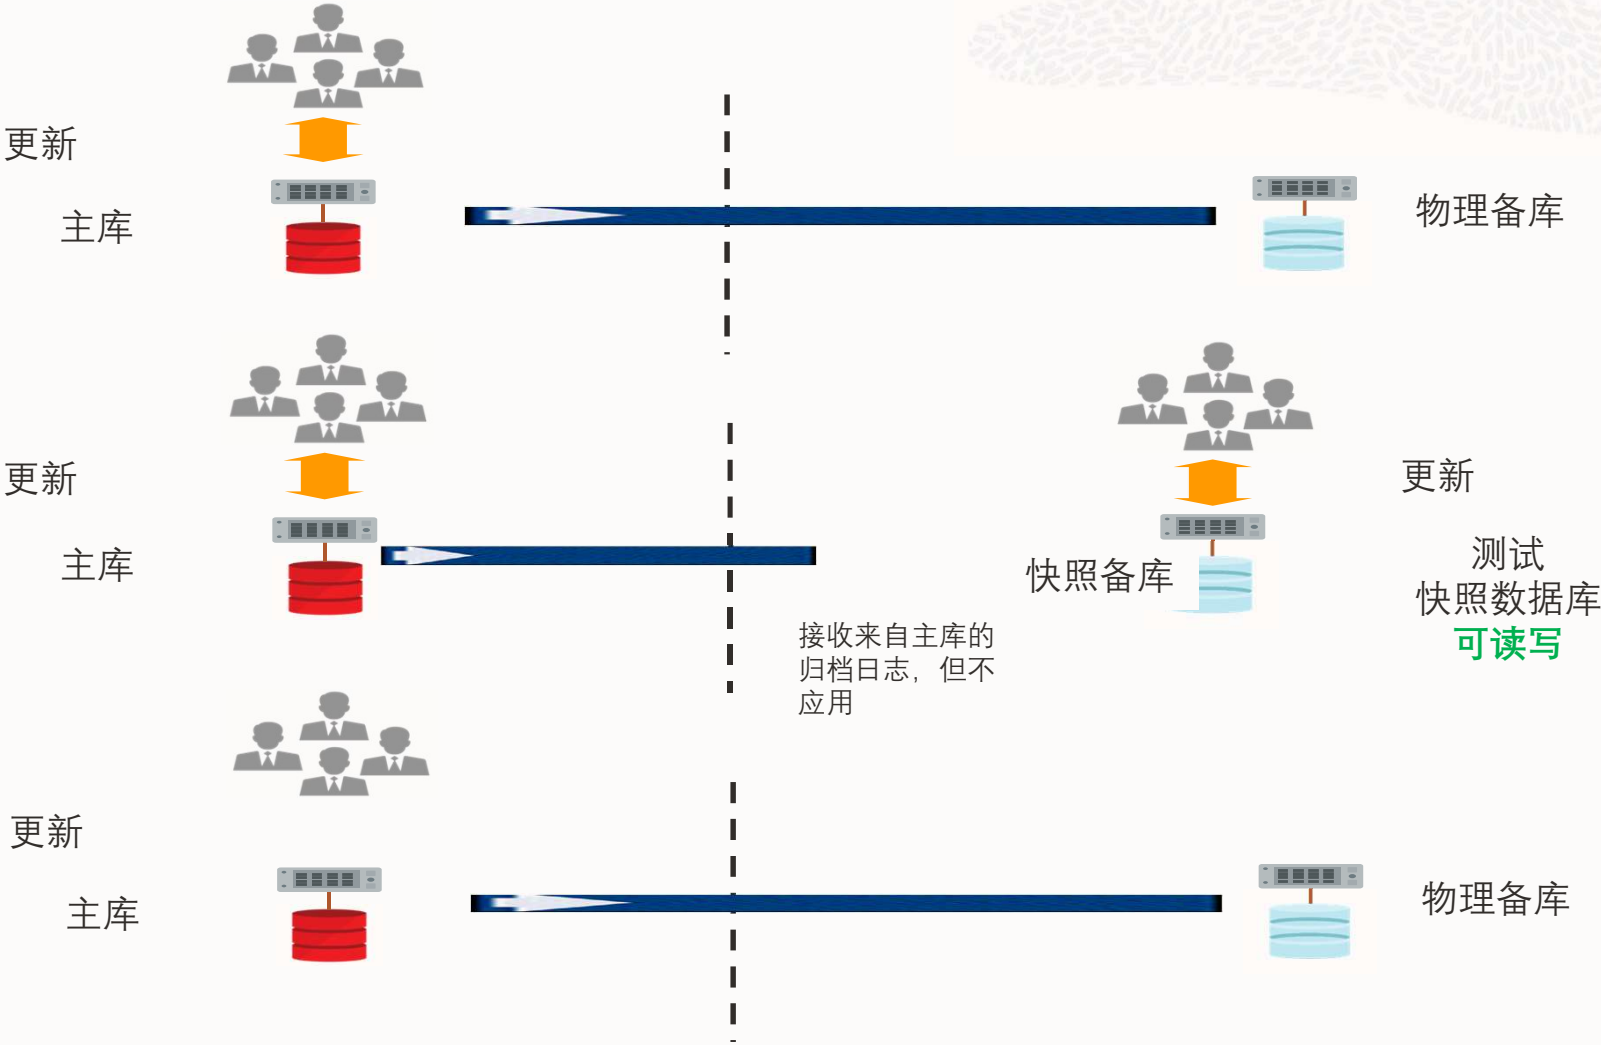 更新
主库
物理备库
更新
主库
快照备库
更新
测试
快照数据库
可读写
接收来自主库的
归档日志，但不
应用
更新
主库
物理备库